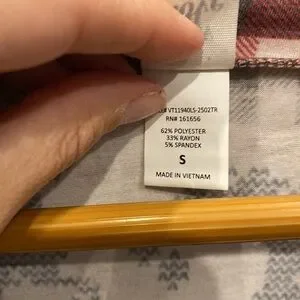 # VT11940LS-2502TR
RN# 161656
62% POLYESTER
33% RAYON
5% SPANDEX
S
MADE IN VIETNAM